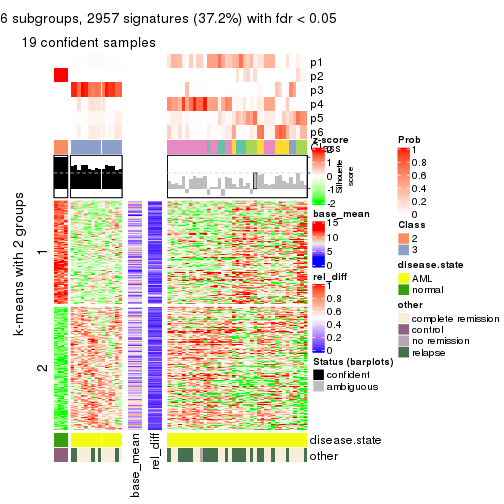 6 subgroups, 2957 signatures (37.2%) with fdr < 0.05
19 confident samples
p1
p2
p3
p4
p5
p6
Class
1
2
k-means with 2 groups
base_mean
rel_diff
disease.state
other
z-score
2
1
0
-1
-2
Silhouette
score
base_mean
15
10
5
0
rel_diff
1
0.8
0.6
0.4
0.2
0
Status (barplots)
confident
ambiguous
Prob
1
0.8
0.6
0.4
0.2
0
Class
2
3
disease.state
AML
normal
other
complete remission
control
no remission
relapse